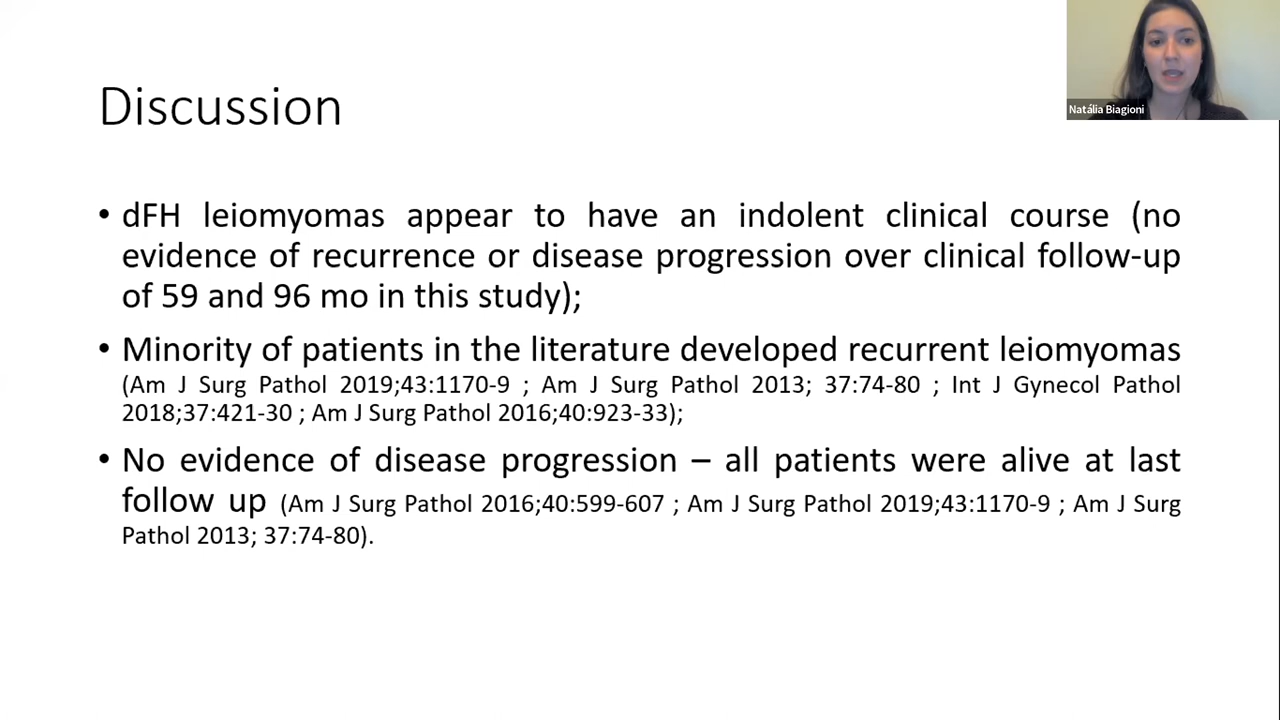 Natália Biagioni
Discussion
• dFH leiomyomas appear to have an indolent clinical course (no
evidence of recurrence or disease progression over clinical follow-up
of 59 and 96 mo in this study);
• Minority of patients in the literature developed recurrent leiomyomas
(Am J Surg Pathol 2019;43:1170-9 ; Am J Surg Pathol 2013; 37:74-80 ; Int J Gynecol Pathol
2018;37:421-30 ; Am J Surg Pathol 2016;40:923-33);
• No evidence of disease progression – all patients were alive at last
follow up (Am J Surg Pathol 2016;40:599-607 ; Am J Surg Pathol 2019;43:1170-9 ; Am J Surg
Pathol 2013; 37:74-80).